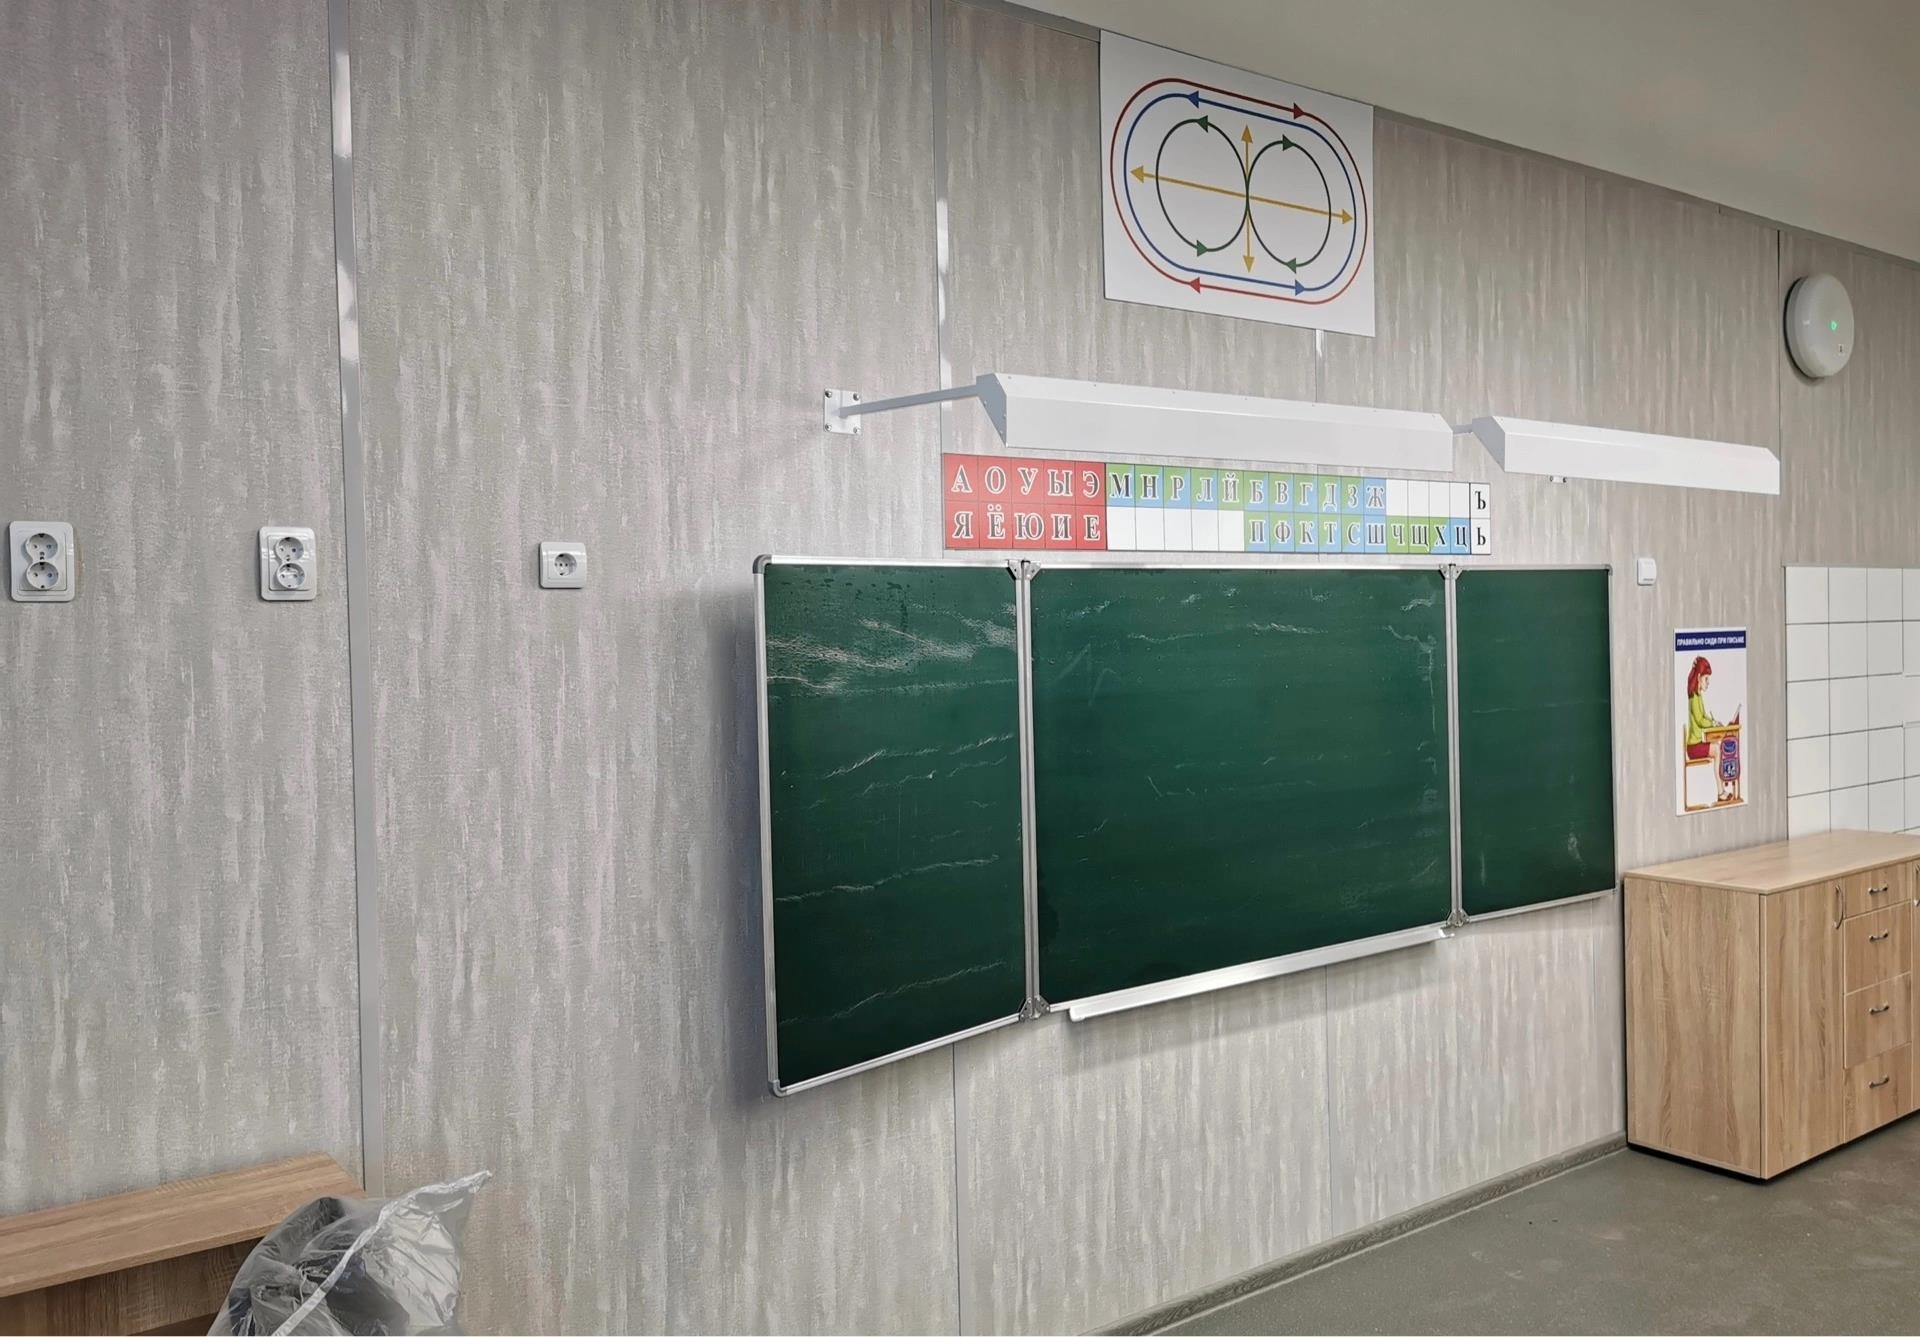 А О У Ы Э М Н Р Л Й Б В Г Д З Ж Ъ
Я Ё Ю И Е П Ф К Т С Ш Ч Щ Х Ц Ь
ПРАВИЛЬНО СИДИ ПРИ ПИСЬМЕ